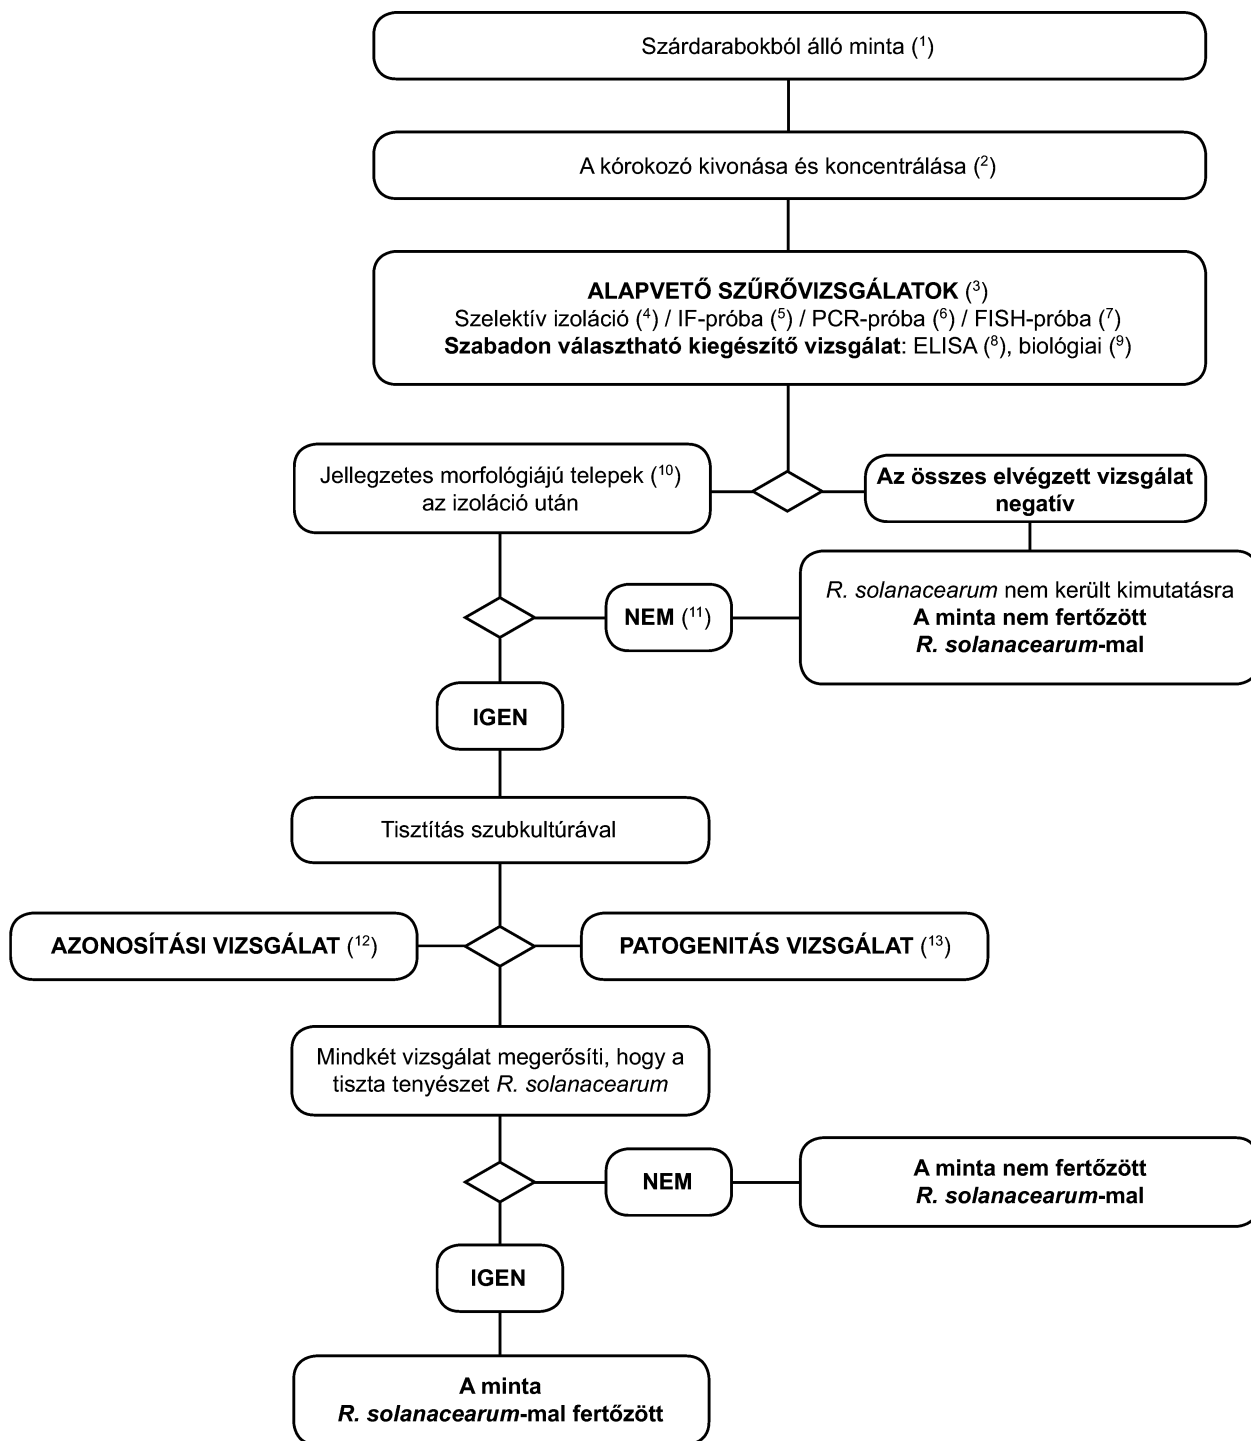 Szárdarabokból álló minta (¹)
A kórokozó kivonása és koncentrálása (²)
ALAPVETŐ SZŰRŐVIZSGÁLATOK (³)
Szelektív izoláció (⁴) / IF-próba (⁵) / PCR-próba (⁶) / FISH-próba (⁷)
Szabadon választható kiegészítő vizsgálat: ELISA (⁸), biológiai (⁹)
Jellegzetes morfológiájú telepek (¹⁰)
az izoláció után
Az összes elvégzett vizsgálat
negatív
NEM (¹¹)
R. solanacearum nem került kimutatásra
A minta nem fertőzött
R. solanacearum-mal
IGEN
Tisztítás szubkultúrával
AZONOSÍTÁSI VIZSGÁLAT (¹²)
PATOGENITÁS VIZSGÁLAT (¹³)
Mindkét vizsgálat megerősíti, hogy a
tiszta tenyészet R. solanacearum
NEM
A minta nem fertőzött
R. solanacearum-mal
IGEN
A minta
R. solanacearum-mal fertőzött